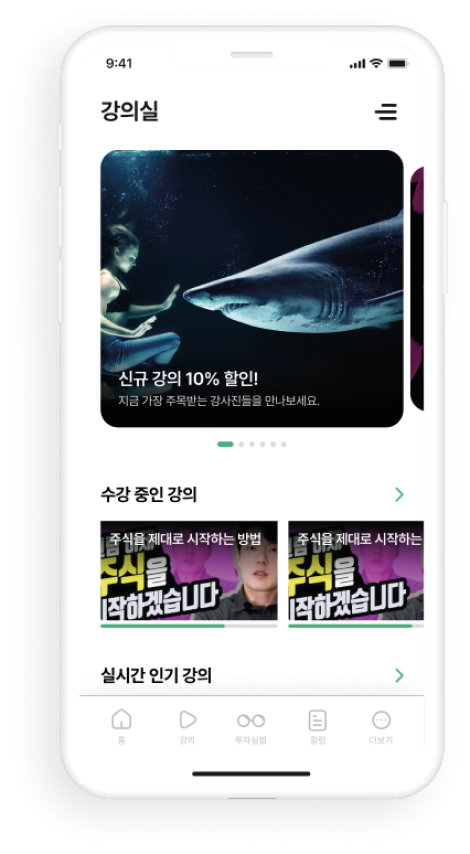 9:41
강의실
신규 강의 10% 할인!
지금 가장 주목받는 강사진들을 만나보세요.
수강 중인 강의
주식을 제대로 시작하는 방법
주식을
시작하겠습니다
주식을 제대로 시작하는
주식을
시작하겠습니다
실시간 인기 강의
홈
강의
투자실험
칼럼
더보기